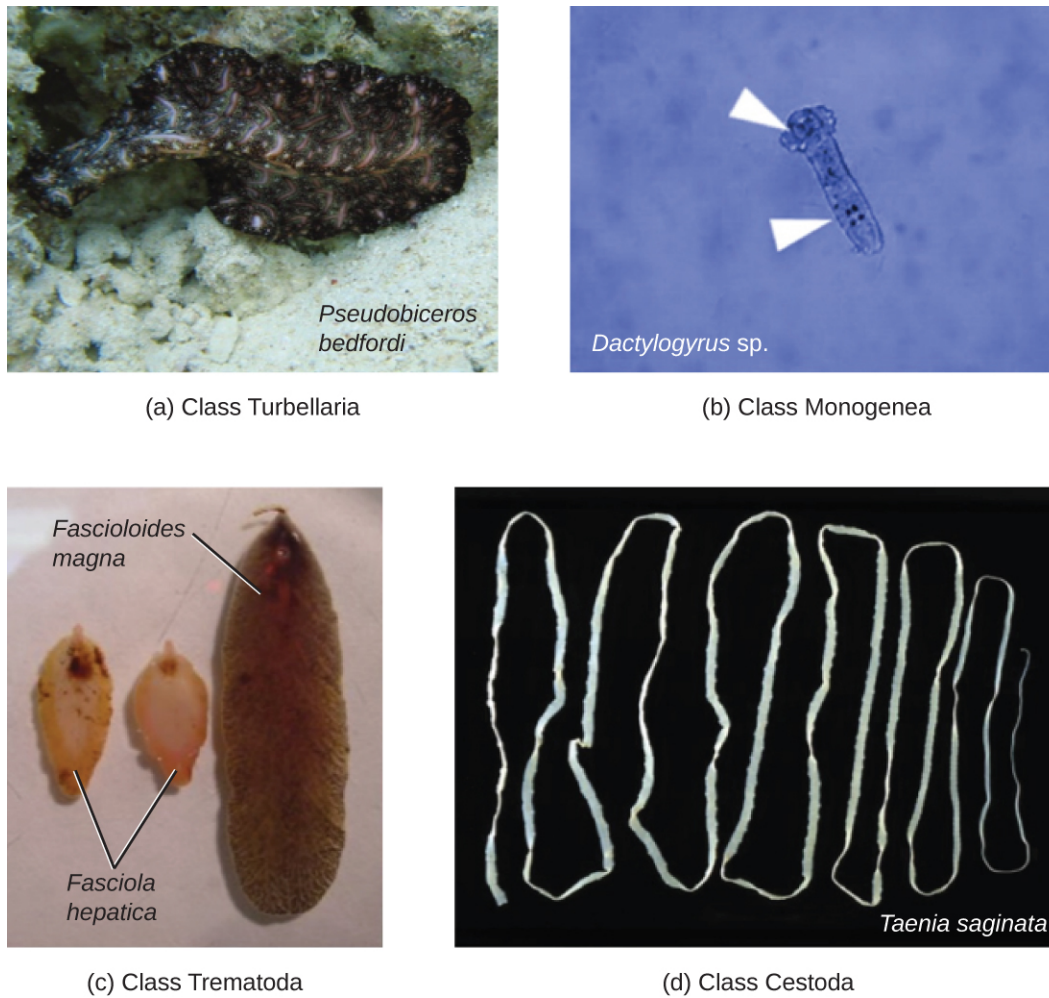 Pseudobiceros
bedfordi
Dactylogyrus sp.
(a) Class Turbellaria
(b) Class Monogenea
Fascioloides
magna
Fasciola
hepatica
Taenia saginata
(c) Class Trematoda
(d) Class Cestoda